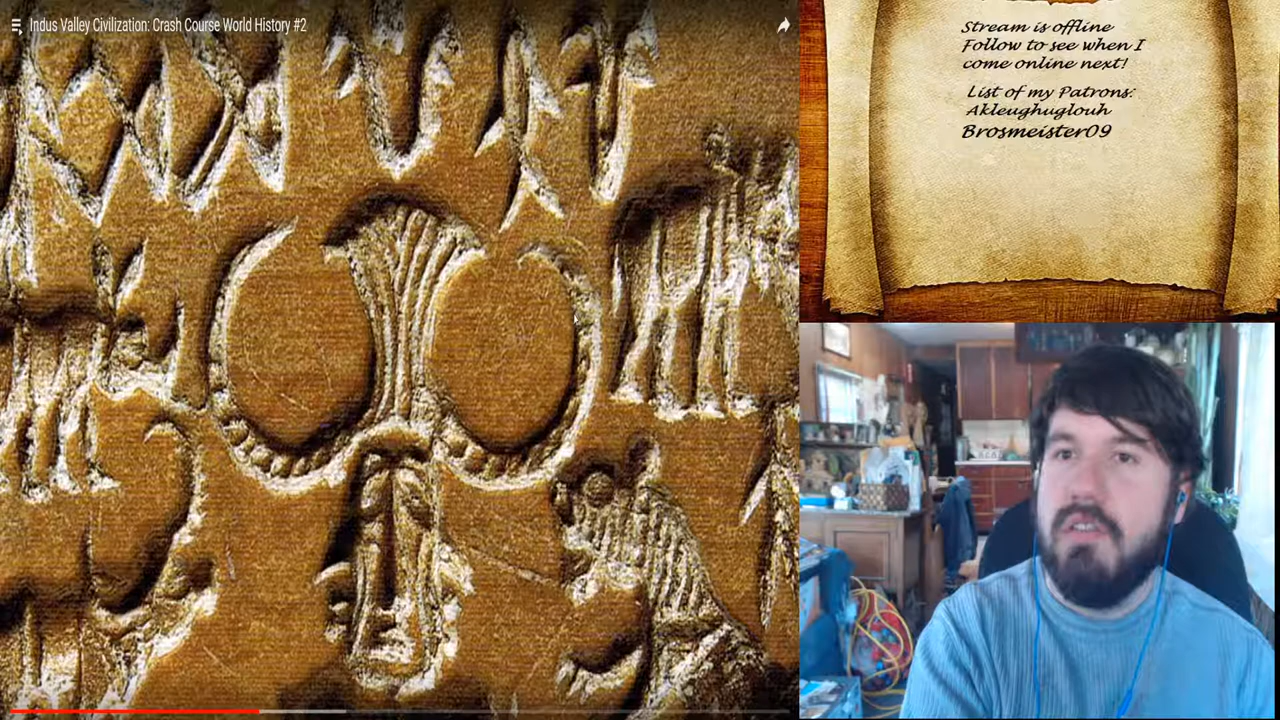 Indus Valley Civilization: Crash Course World History #2
Stream is offline
Follow to see when I
come online next!
List of my Patrons:
Akleughuglouh
Brosmeister09